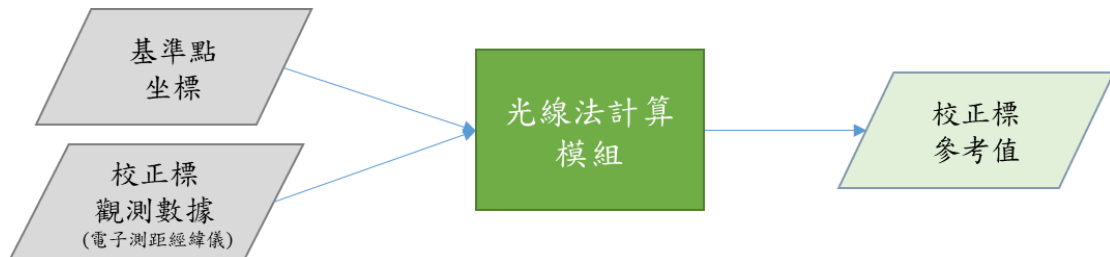 基準點
坐標
校正標
觀測數據
(電子測距經緯儀)
光線法計算
模組
校正標
參考值